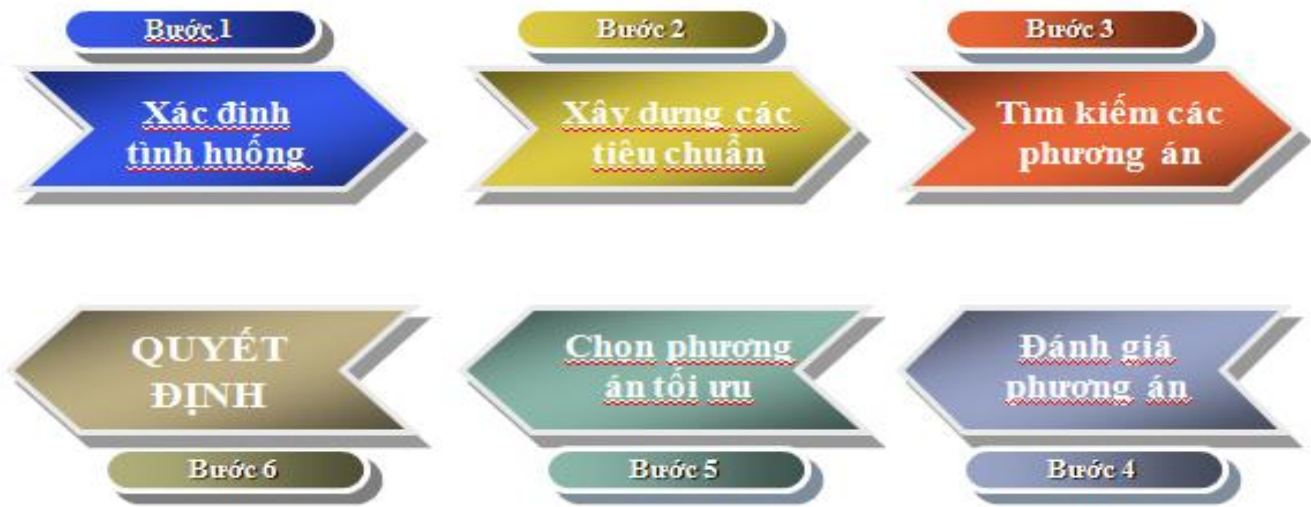 Bước 1
Xác định
tình huống
Bước 2
Xây dựng các
tiêu chuẩn
Bước 3
Tìm kiếm các
phương án
Đánh giá
phương án
Bước 4
Chọn phương
án tối ưu
Bước 5
QUYẾT
ĐỊNH
Bước 6